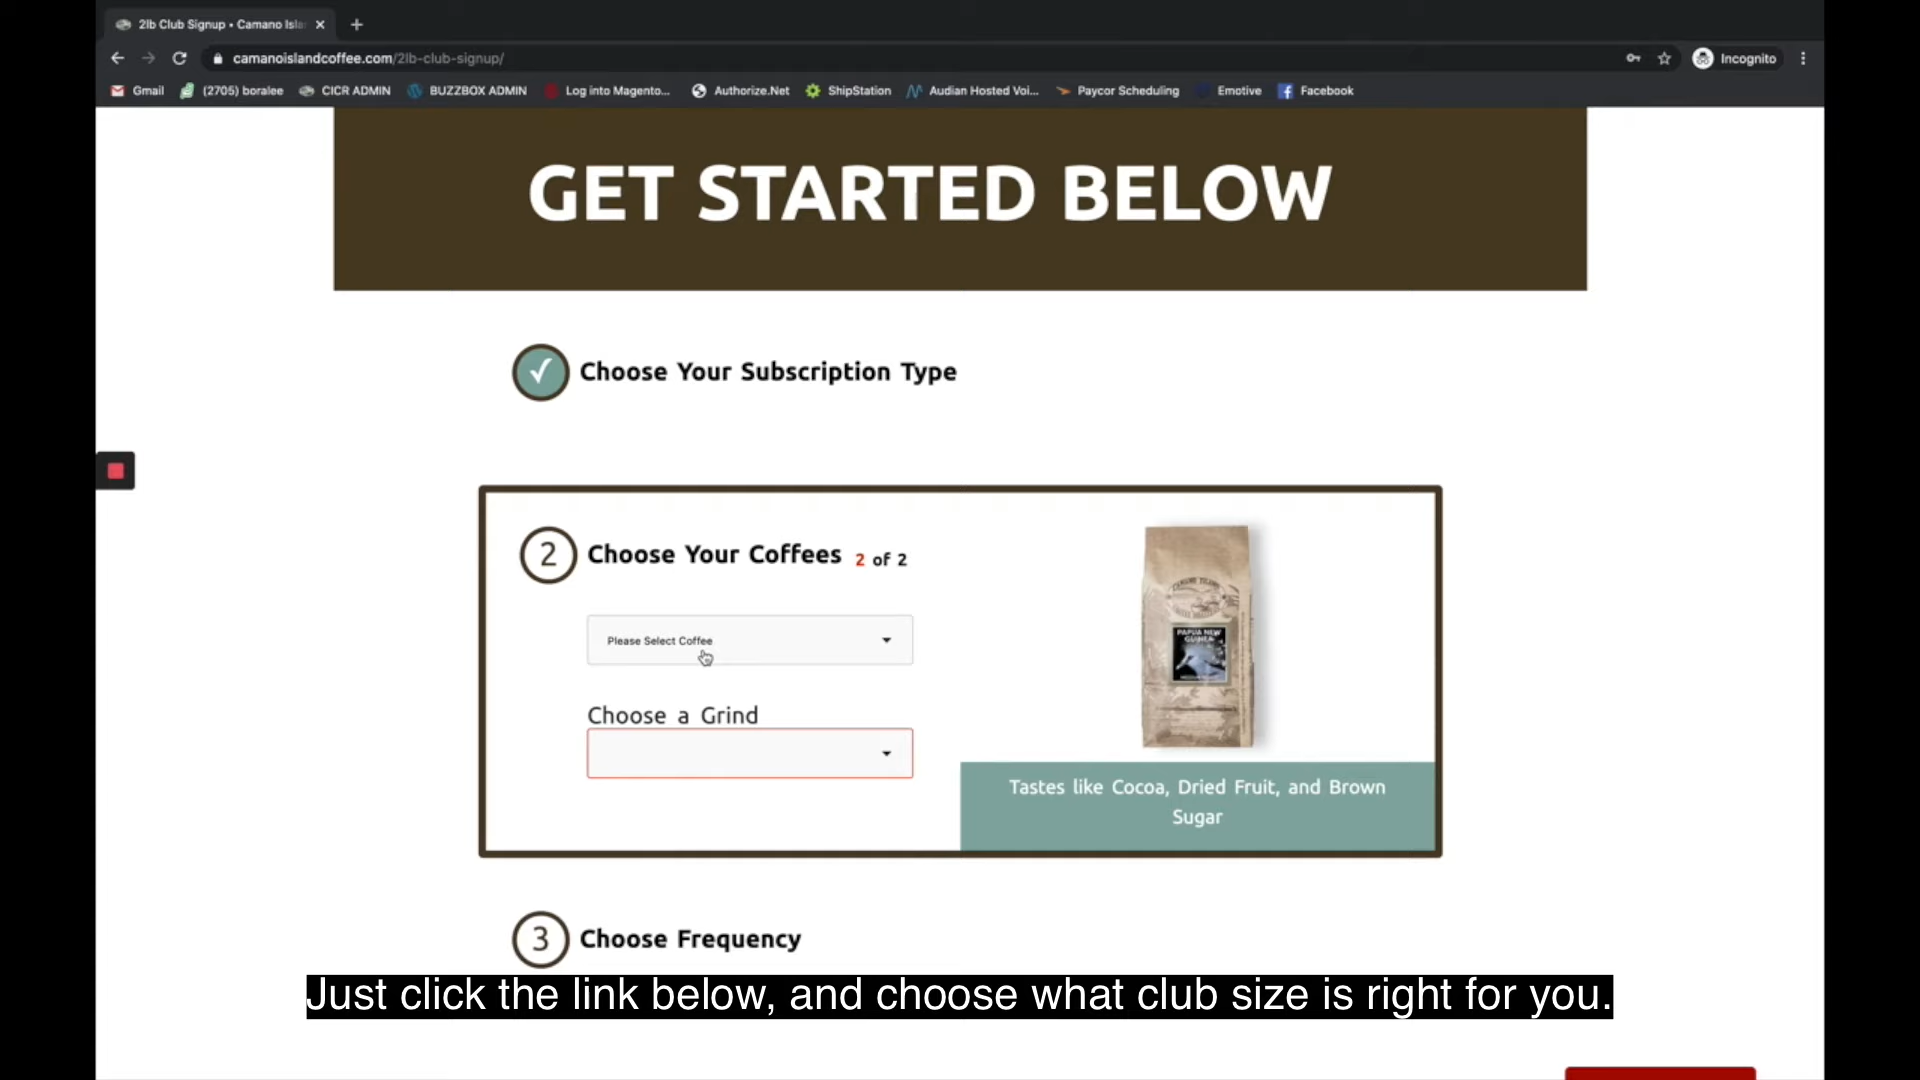 2lb Club Signup • Camano Isla
camanoislandcoffee.com/2lb-club-signup/
Incognito
Gmail
(2705) boralee
CICR ADMIN
BUZZBOX ADMIN
Log into Magento...
Authorize.Net
ShipStation
Audian Hosted Voi...
Paycor Scheduling
Emotive
Facebook
GET STARTED BELOW
Choose Your Subscription Type
2 Choose Your Coffees 2 of 2
Please Select Coffee
Choose a Grind
CAMANO ISLAND
PAPUA NEW
GUINEA
Tastes like Cocoa, Dried Fruit, and Brown
Sugar
3 Choose Frequency
Just click the link below, and choose what club size is right for you.